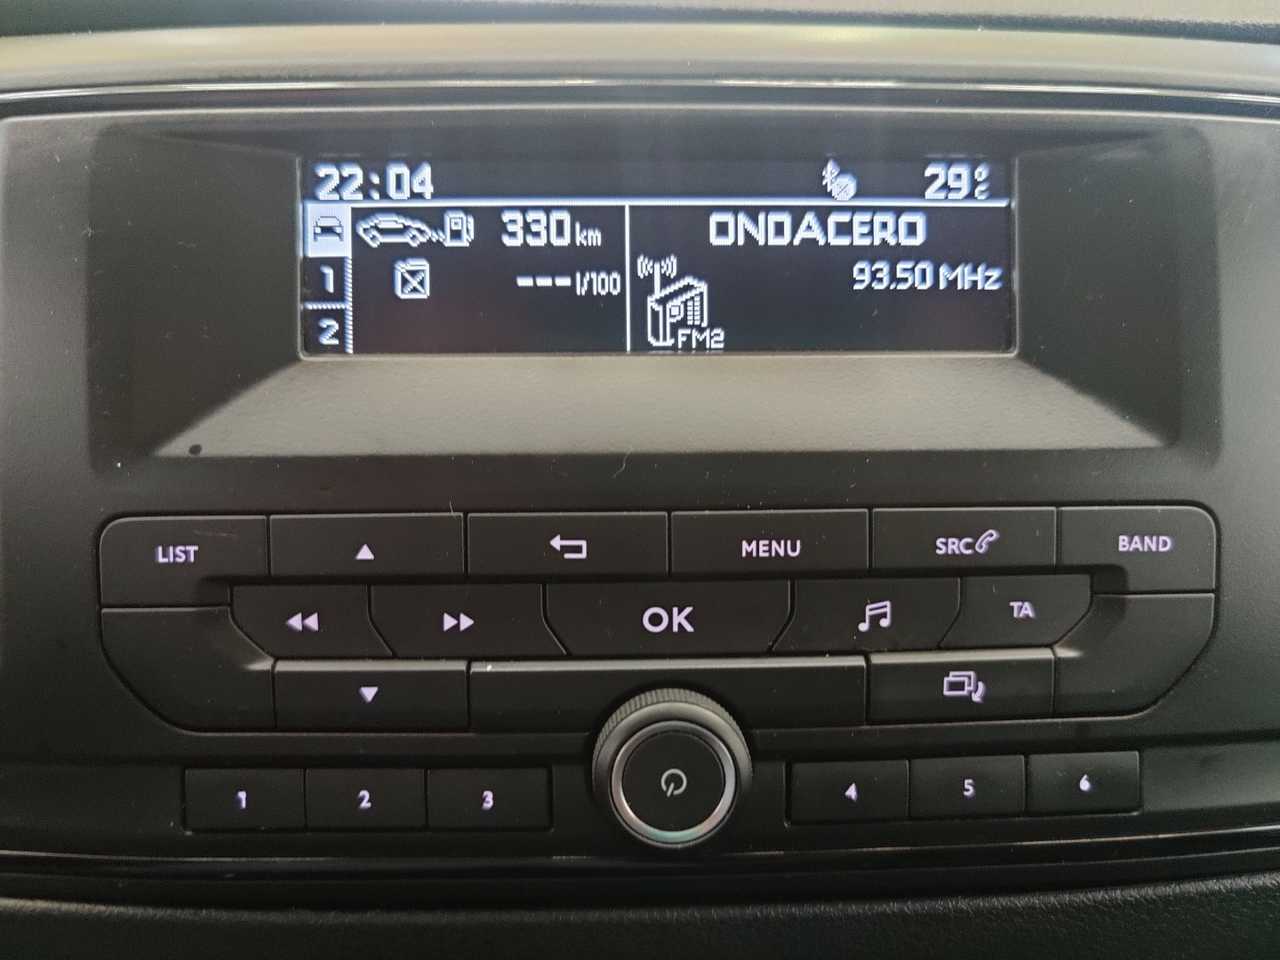 22:04 29°C
330 km ONDACERO
1 ---l/100 93.50 MHz
2 FM2
LIST MENU SRC BAND
OK TA
1 2 3 4 5 6